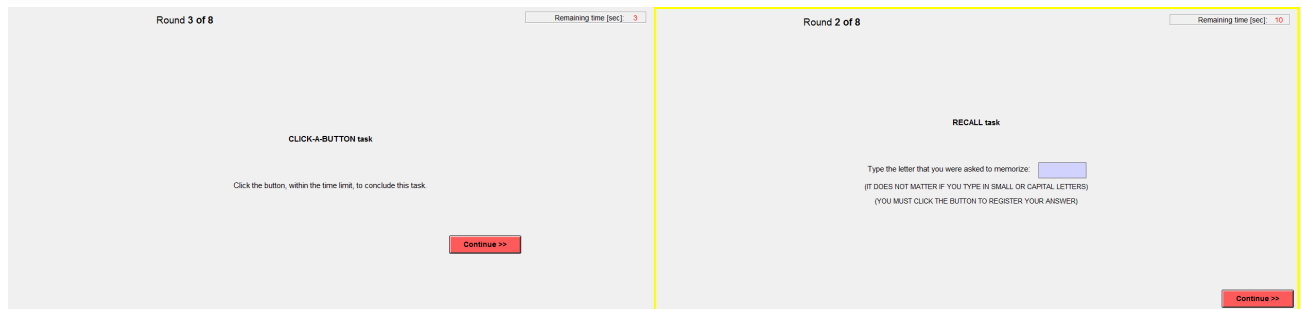 Round 3 of 8
Remaining time [sec]: 3
CLICK-A-BUTTON task
Click the button, within the time limit, to conclude this task.
Continue >>
Round 2 of 8
Remaining time [sec]: 10
RECALL task
Type the letter that you were asked to memorize:
(IT DOES NOT MATTER IF YOU TYPE IN SMALL OR CAPITAL LETTERS)
(YOU MUST CLICK THE BUTTON TO REGISTER YOUR ANSWER)
Continue >>